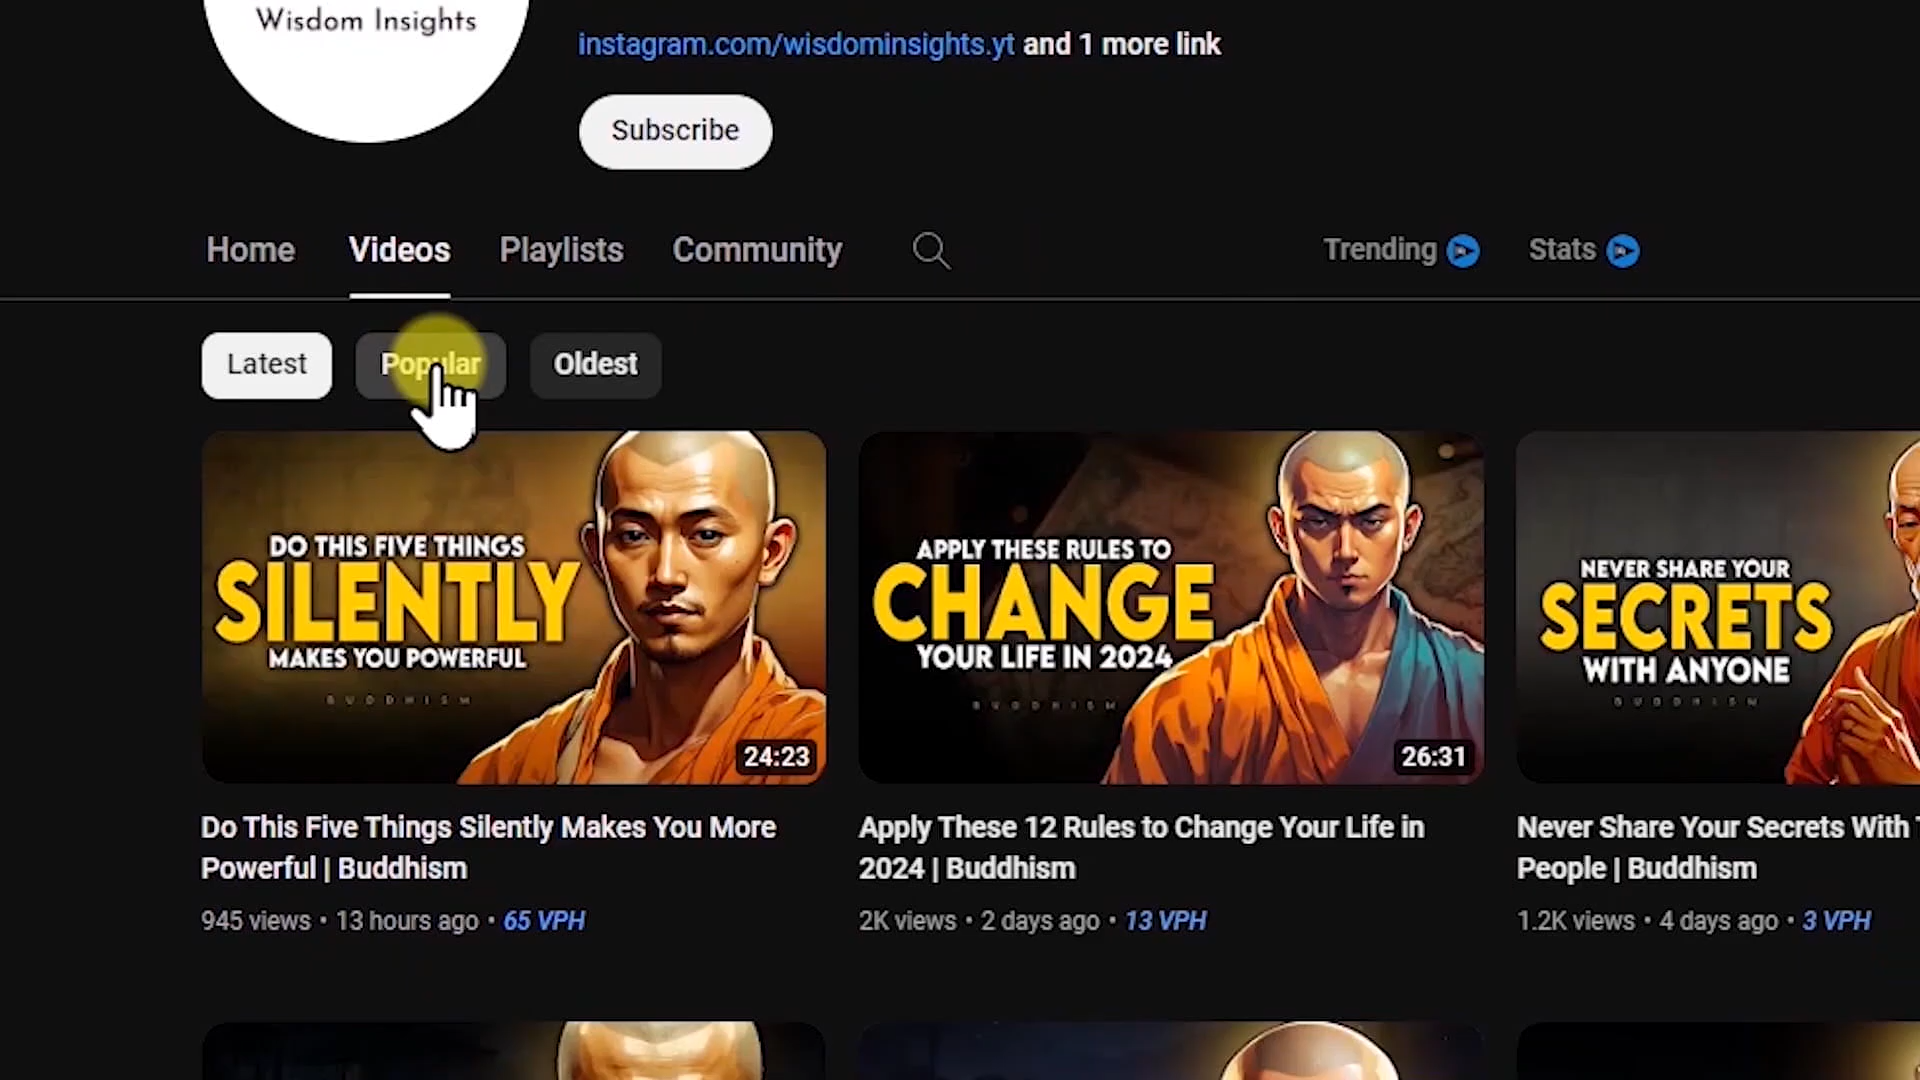 Wisdom Insights
instagram.com/wisdominsights.yt and 1 more link
Subscribe
Home
Videos
Playlists
Community
Trending
Stats
Latest
Popular
Oldest
DO THIS FIVE THINGS
SILENTLY
MAKES YOU POWERFUL
BUDDHISM
24:23
APPLY THESE RULES TO
CHANGE
YOUR LIFE IN 2024
BUDDHISM
26:31
NEVER SHARE YOUR
SECRETS
WITH ANYONE
BUDDHISM
Do This Five Things Silently Makes You More
Powerful | Buddhism
945 views • 13 hours ago • 65 VPH
Apply These 12 Rules to Change Your Life in
2024 | Buddhism
2K views • 2 days ago • 13 VPH
Never Share Your Secrets With
People | Buddhism
1.2K views • 4 days ago • 3 VPH